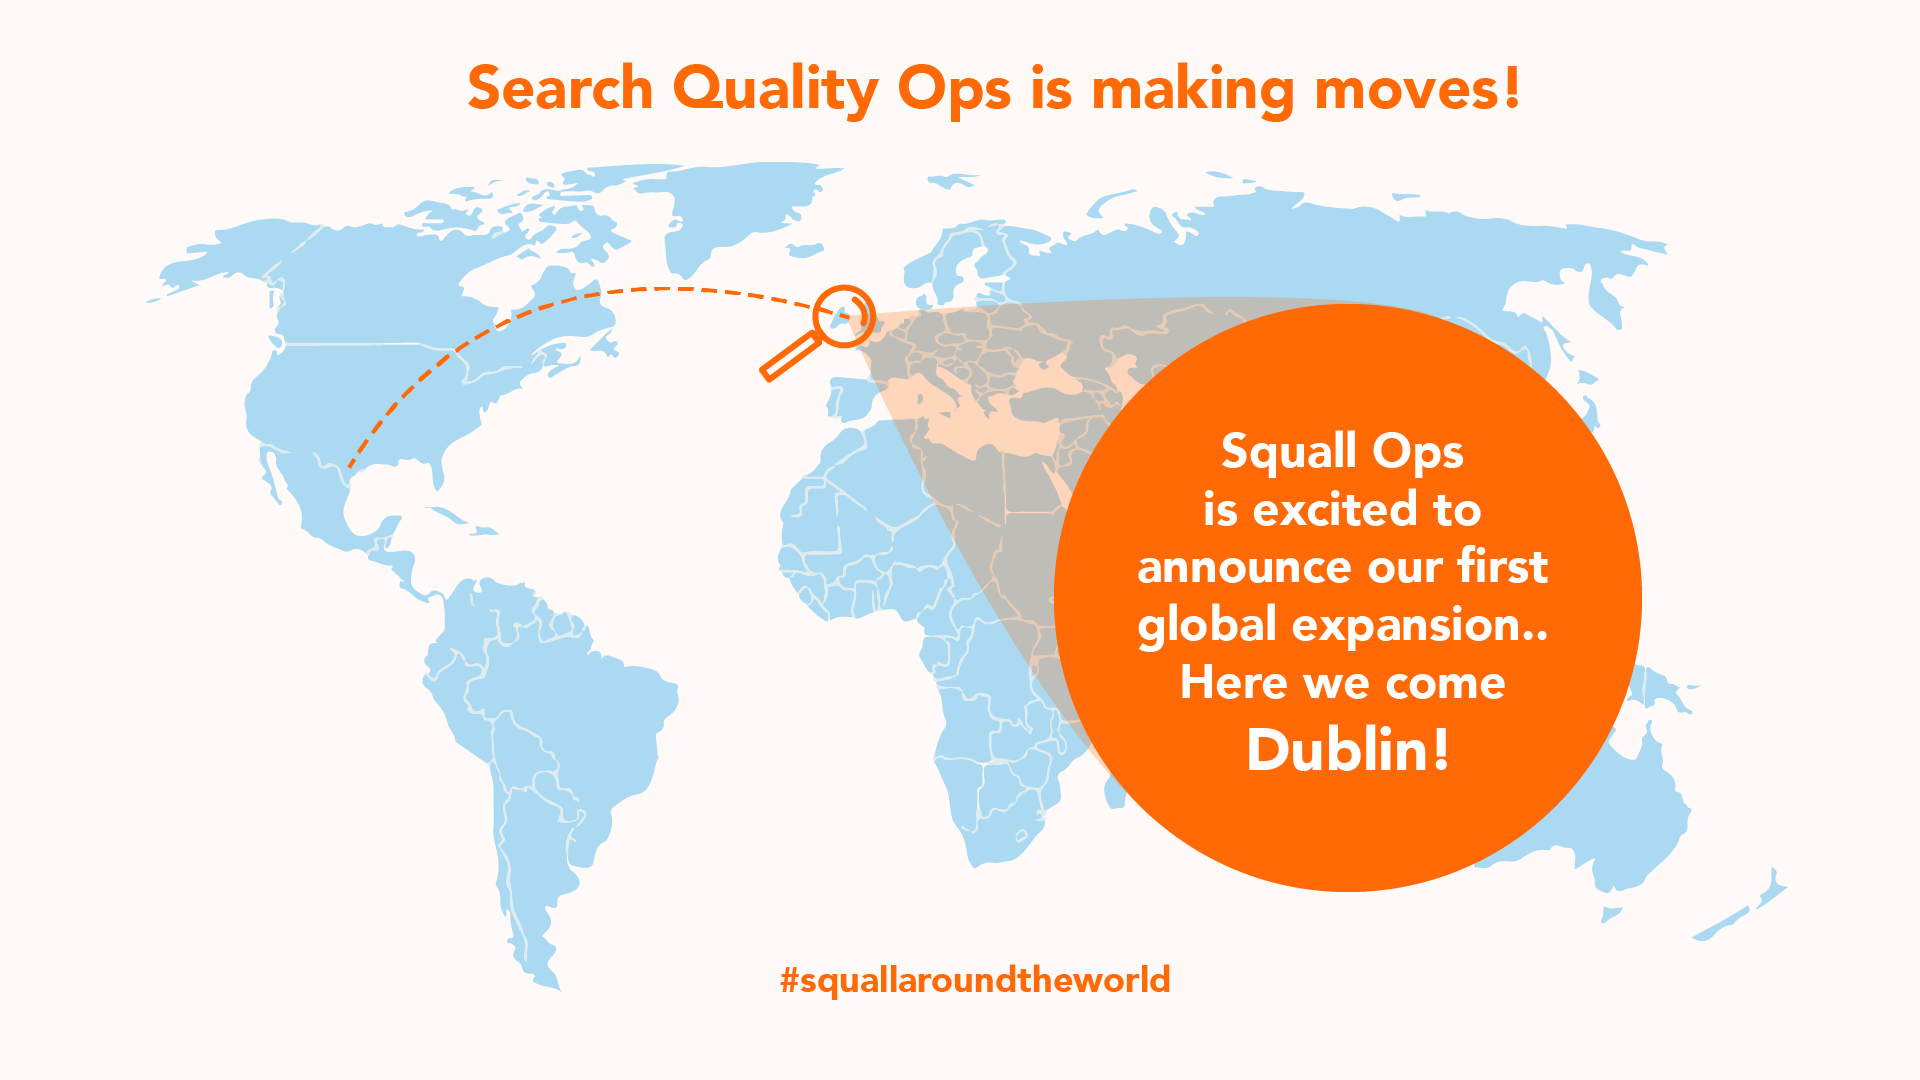 Search Quality Ops is making moves!
Squall Ops
is excited to
announce our first
global expansion..
Here we come
Dublin!
#squallaroundtheworld